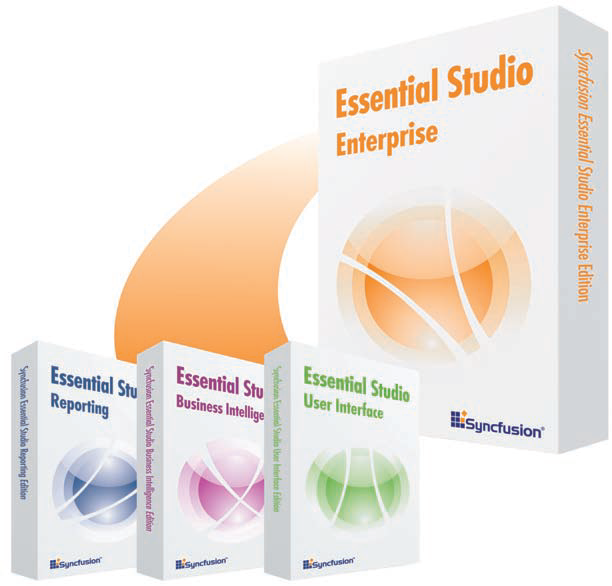 Essential Studio
Enterprise
Syncfusion Essential Studio Enterprise Edition
Syncfusion®
Syncfusion Essential Studio Reporting Edition
Essential Stu
Reporting
Syncfusion
Syncfusion Essential Studio Business Intelligence Edition
Essential Stu
Business Intellige
Syncfusion
Syncfusion Essential Studio User Interface Edition
Essential Studio
User Interface
Syncfusion